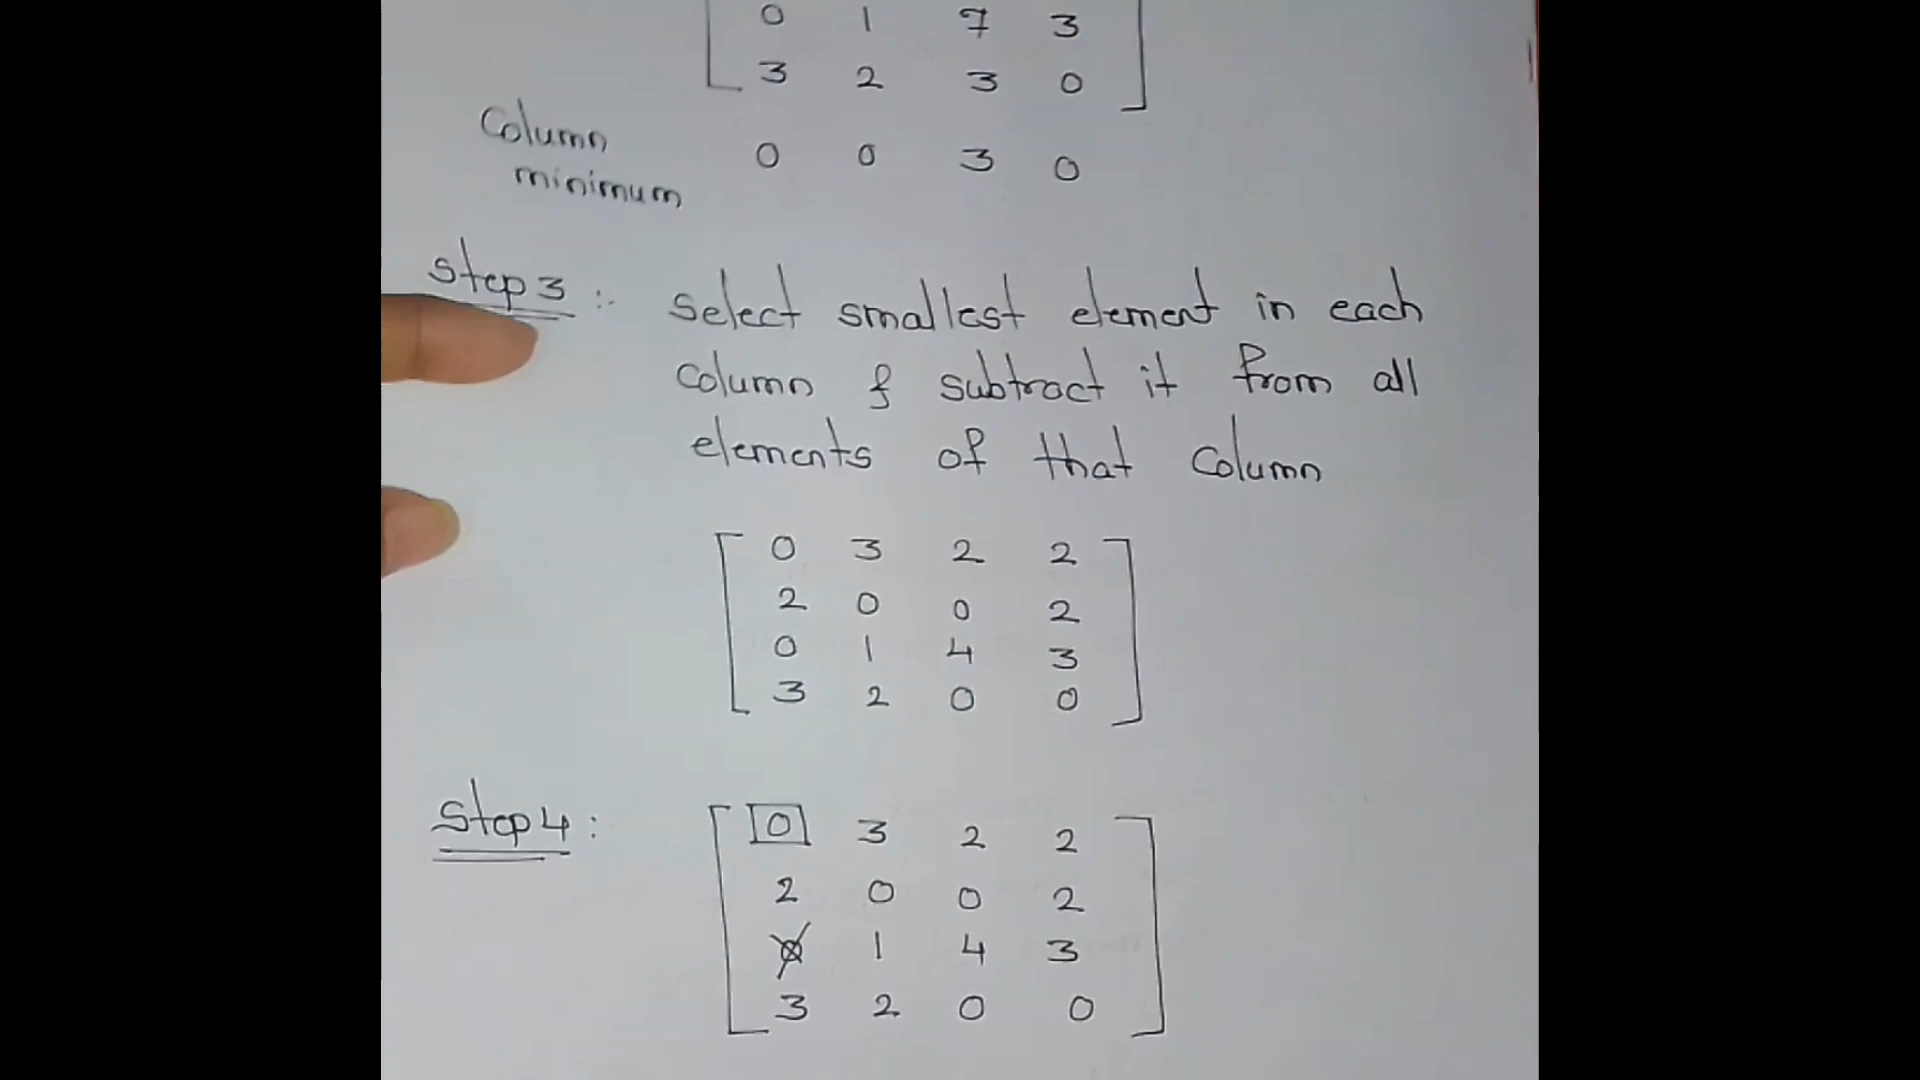 0 1 7 3
3 2 3 0
Column
minimum
0 0 3 0
Step 3 :- Select smallest element in each
column & subtract it from all
elements of that column
0 3 2 2
2 0 0 2
0 1 4 3
3 2 0 0
Step 4 :
0 3 2 2
2 0 0 2
0 1 4 3
3 2 0 0